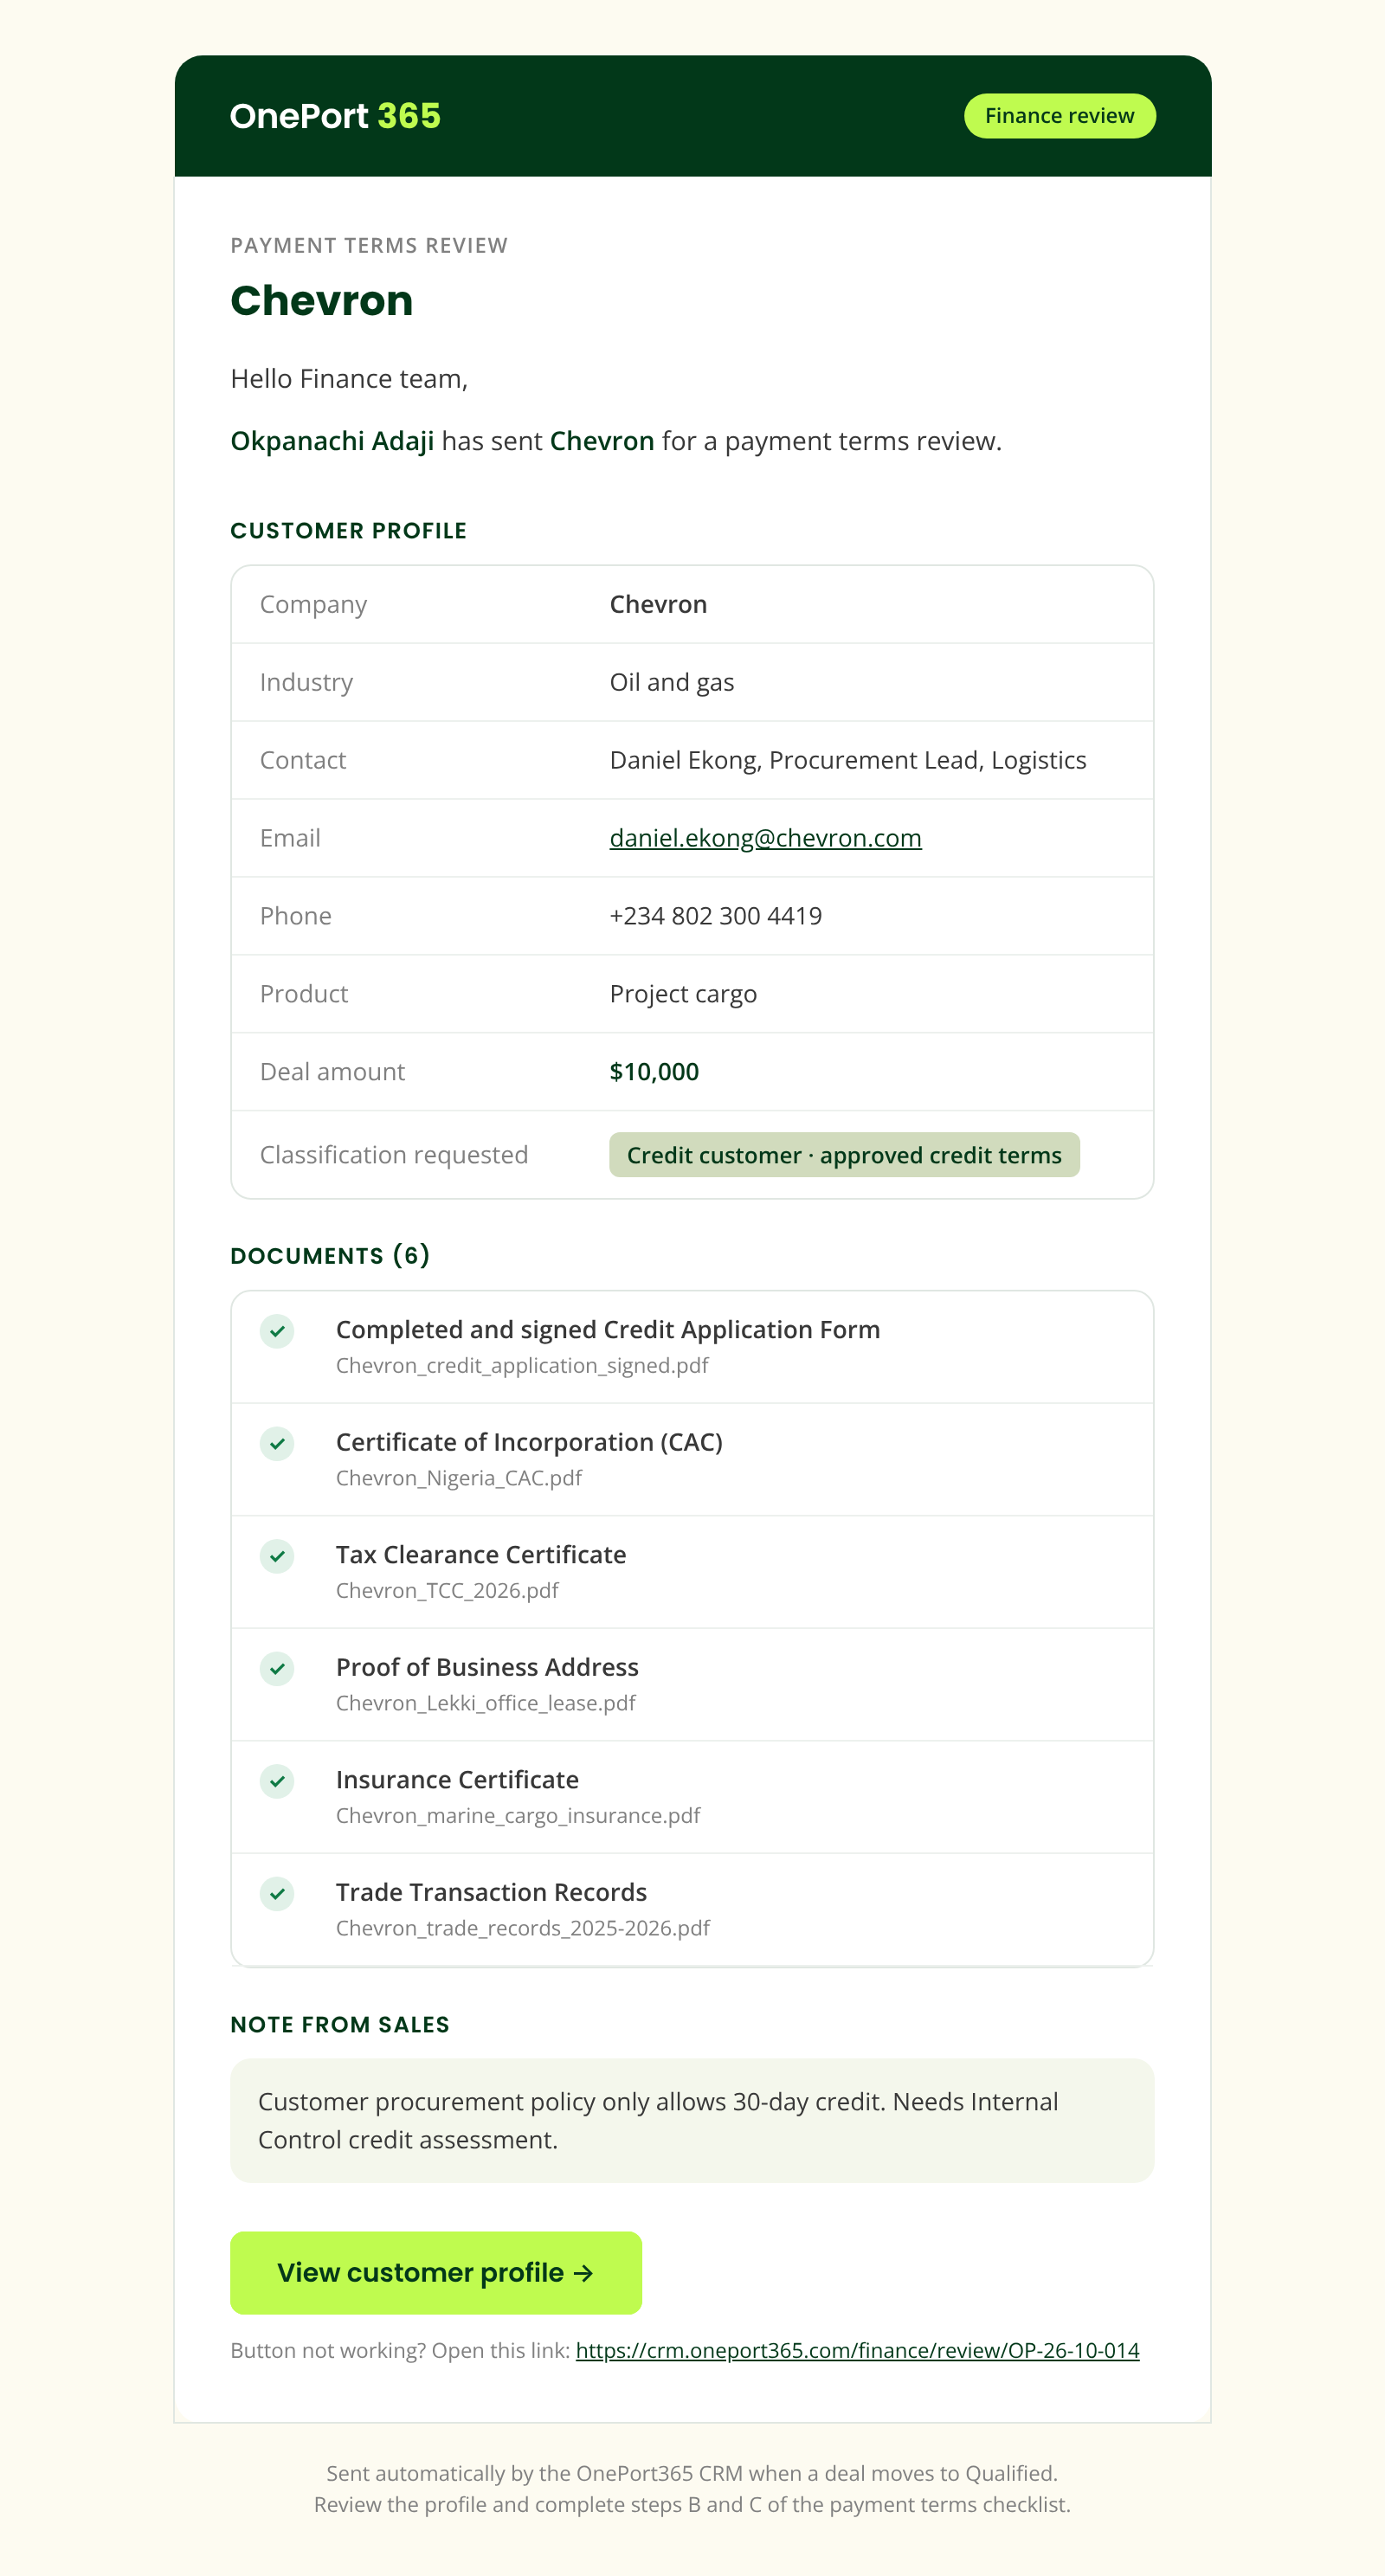 OnePort 365
Finance review
PAYMENT TERMS REVIEW
Chevron
Hello Finance team,
Okpanachi Adaji has sent Chevron for a payment terms review.
CUSTOMER PROFILE
Company Chevron
Industry Oil and gas
Contact Daniel Ekong, Procurement Lead, Logistics
Email daniel.ekong@chevron.com
Phone +234 802 300 4419
Product Project cargo
Deal amount $10,000
Classification requested Credit customer · approved credit terms
DOCUMENTS (6)
Completed and signed Credit Application Form
Chevron_credit_application_signed.pdf
Certificate of Incorporation (CAC)
Chevron_Nigeria_CAC.pdf
Tax Clearance Certificate
Chevron_TCC_2026.pdf
Proof of Business Address
Chevron_Lekki_office_lease.pdf
Insurance Certificate
Chevron_marine_cargo_insurance.pdf
Trade Transaction Records
Chevron_trade_records_2025-2026.pdf
NOTE FROM SALES
Customer procurement policy only allows 30-day credit. Needs Internal
Control credit assessment.
View customer profile →
Button not working? Open this link: https://crm.oneport365.com/finance/review/OP-26-10-014
Sent automatically by the OnePort365 CRM when a deal moves to Qualified.
Review the profile and complete steps B and C of the payment terms checklist.